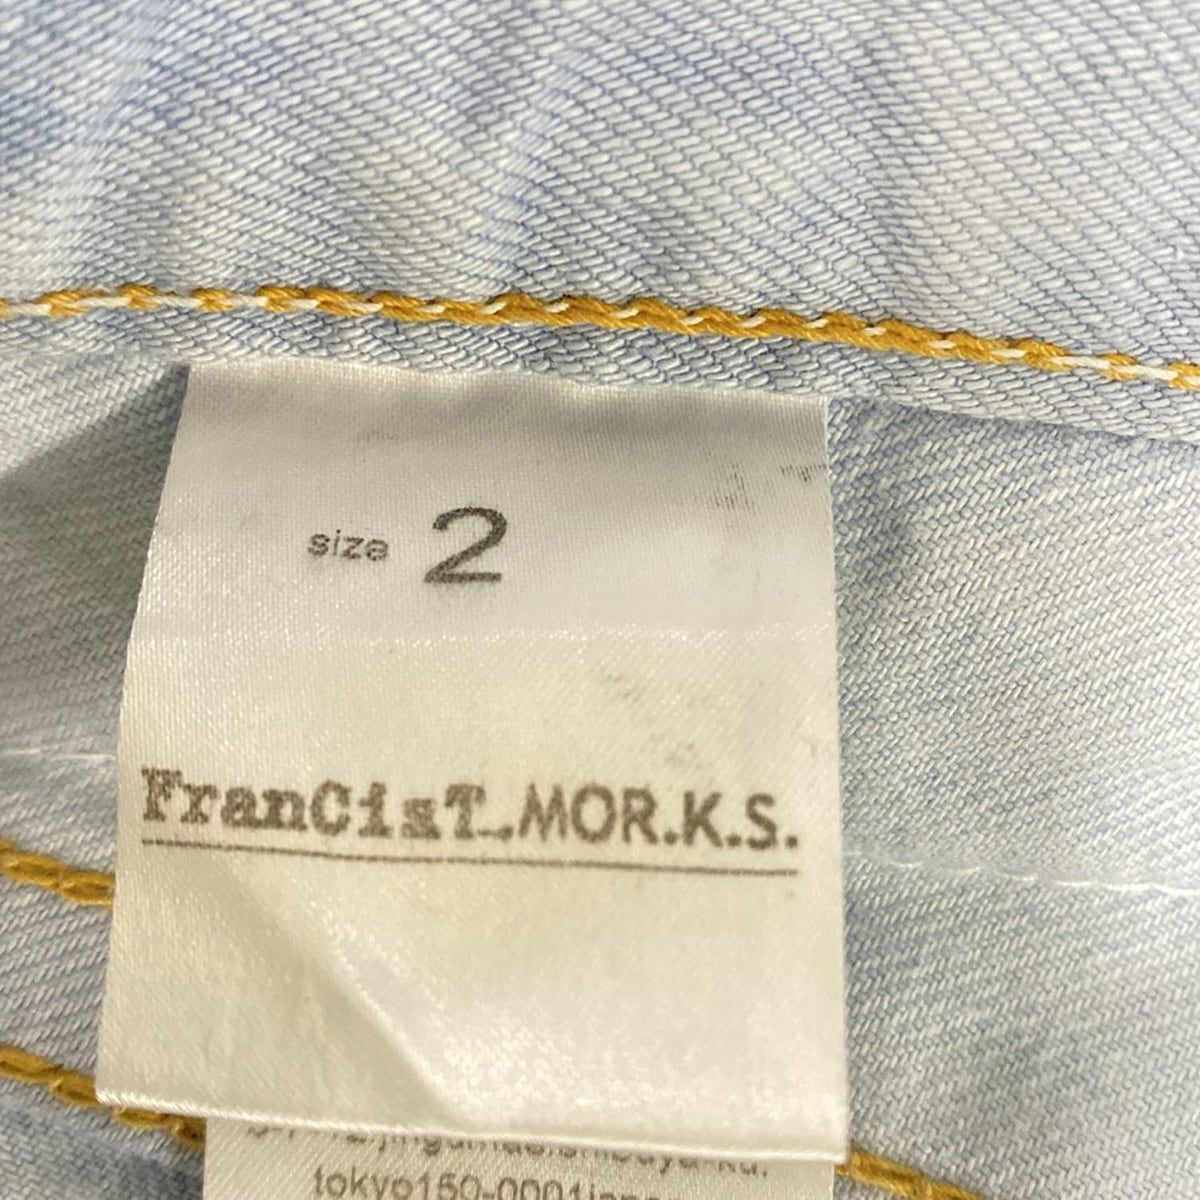 size 2
FranCisT_MOR.K.S.
tokyo150-0001japan